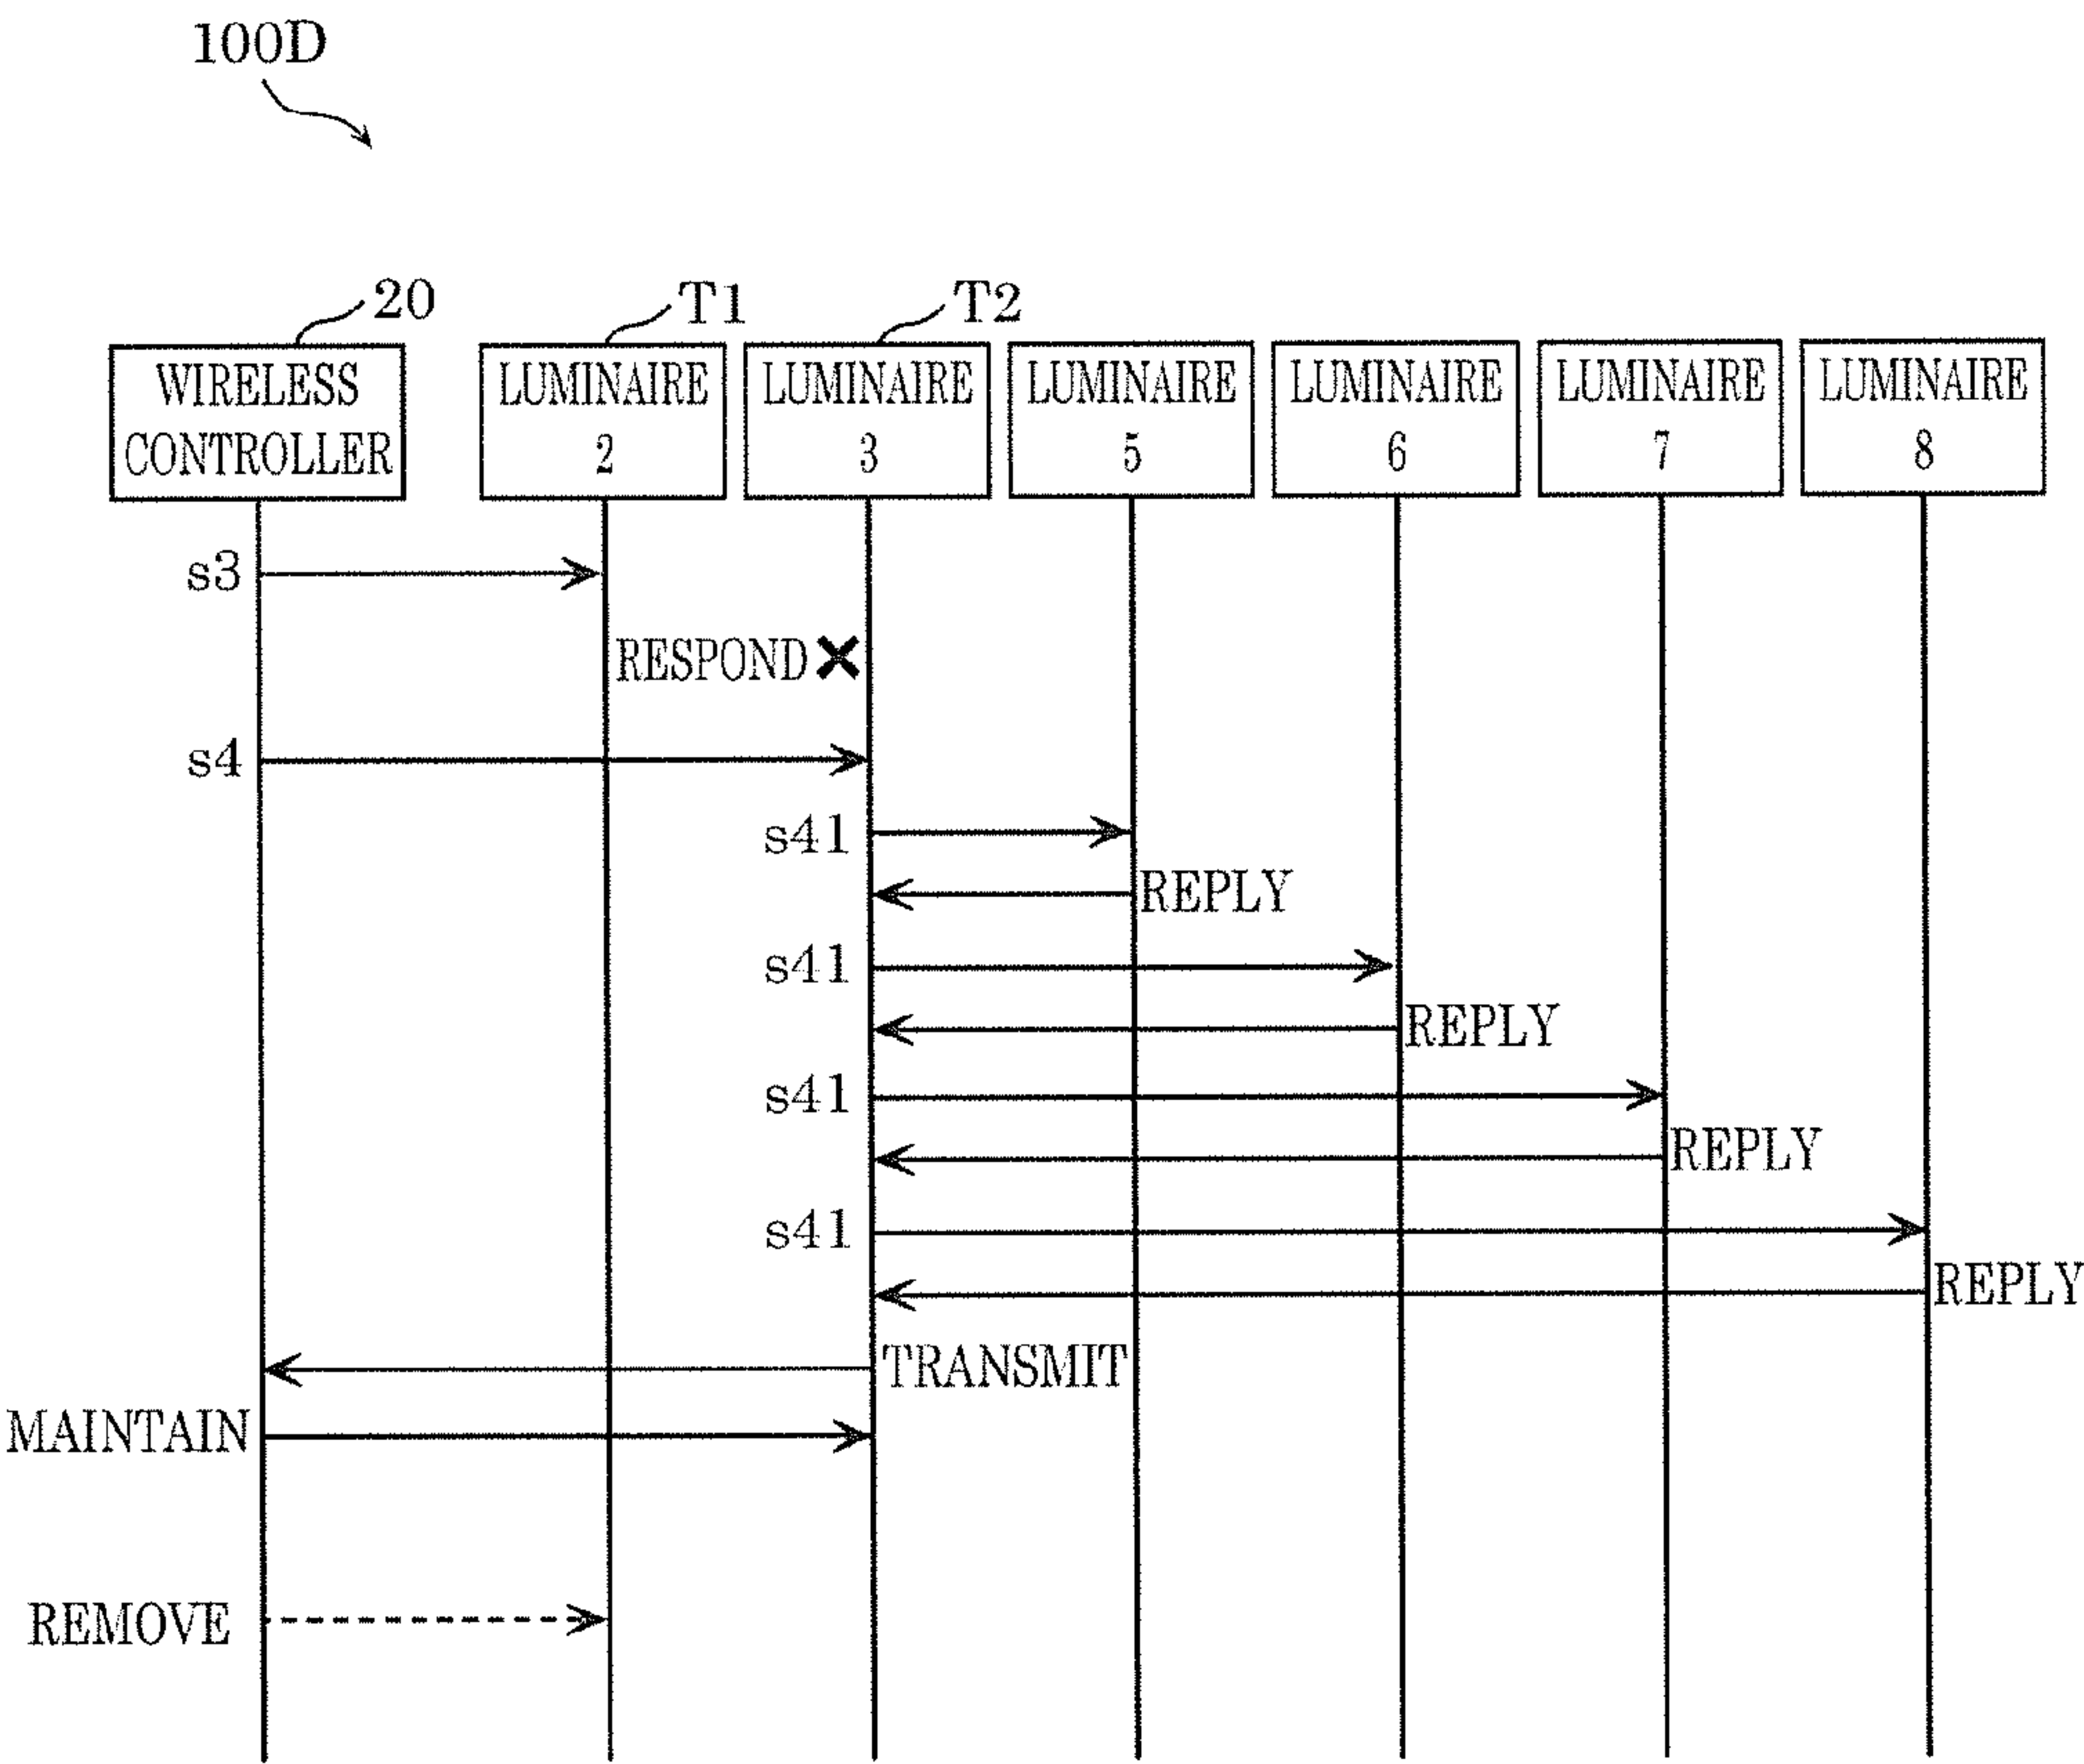 100D
20
T1
T2
WIRELESS
CONTROLLER
LUMINAIRE
2
LUMINAIRE
3
LUMINAIRE
5
LUMINAIRE
6
LUMINAIRE
7
LUMINAIRE
8
s3
RESPOND
s4
s41
REPLY
s41
REPLY
s41
REPLY
s41
REPLY
TRANSMIT
MAINTAIN
REMOVE